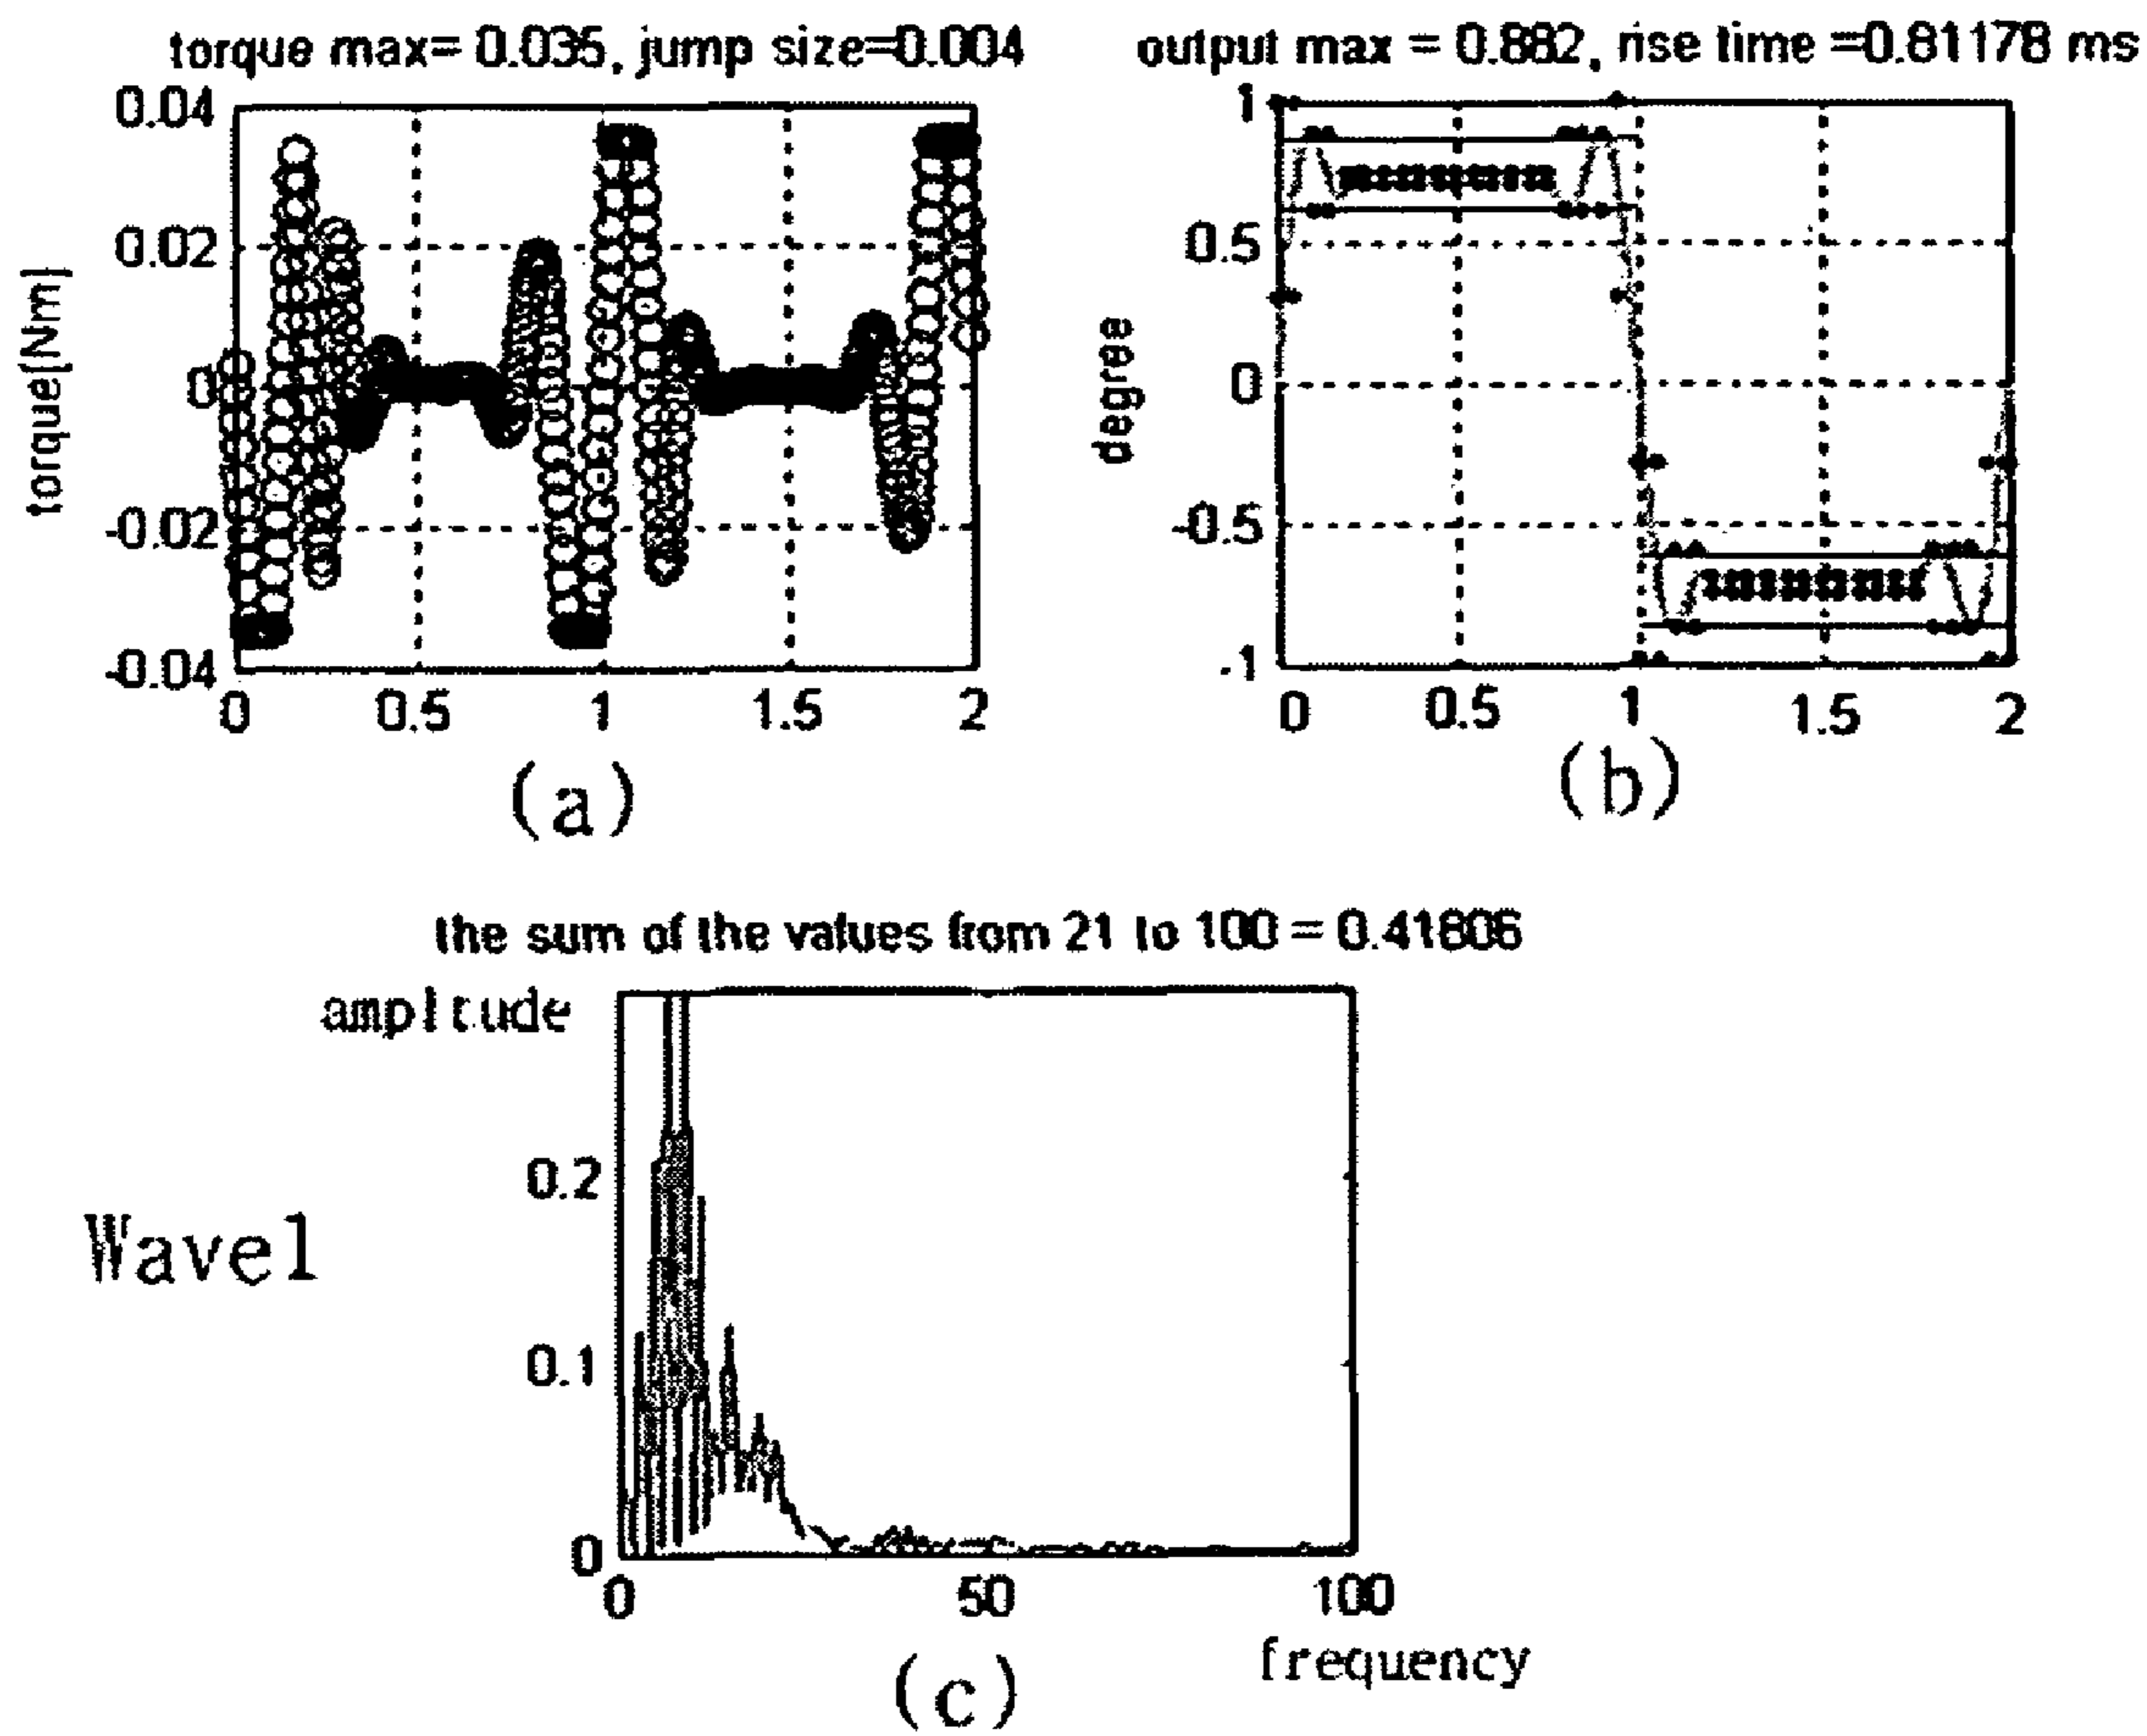 torque max= 0.035, jump size=0.004
0.04
0.02
0
-0.02
-0.04
torque[Nm]
0 0.5 1 1.5 2
(a)
output max = 0.882, rise time =0.81178 ms
1
0.5
0
-0.5
-1
degree
0 0.5 1 1.5 2
(b)
the sum of the values from 21 to 100 = 0.41806
amplitude
0.2
0.1
0
Wave1
0 50 100
frequency
(c)